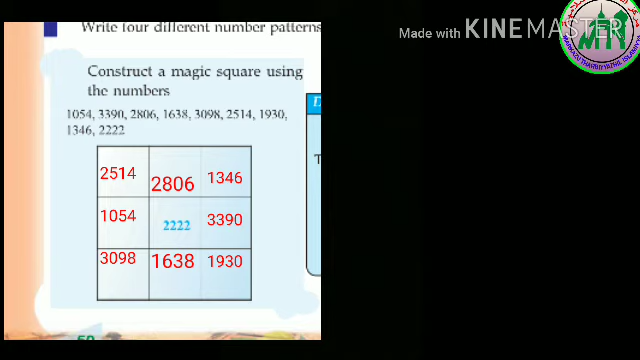 Write four different number patterns
Made with KINEMASTER
Construct a magic square using
the numbers
1054, 3390, 2806, 1638, 3098, 2514, 1930,
1346, 2222
2514 2806 1346
1054 2222 3390
3098 1638 1930
59